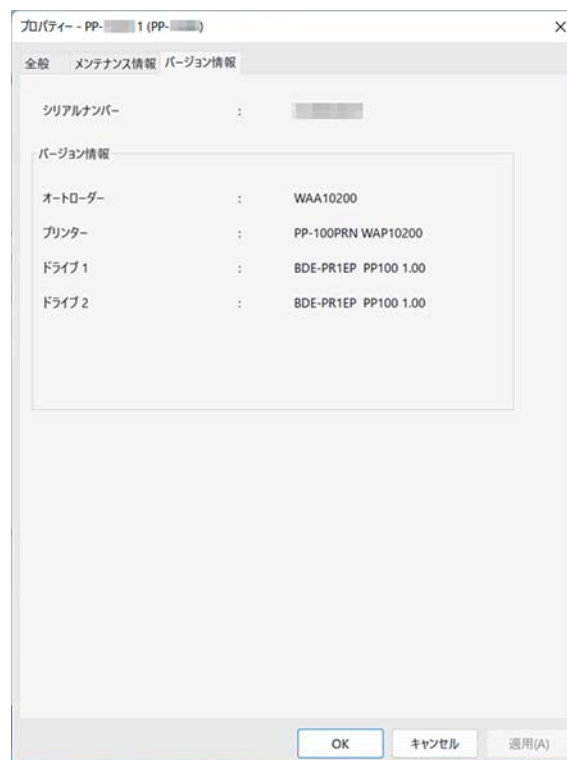 プロパティー - PP- 1 (PP- )
全般 メンテナンス情報 バージョン情報
シリアルナンバー :
バージョン情報
オートローダー : WAA10200
プリンター : PP-100PRN WAP10200
ドライブ 1 : BDE-PR1EP PP100 1.00
ドライブ 2 : BDE-PR1EP PP100 1.00
OK キャンセル 適用(A)